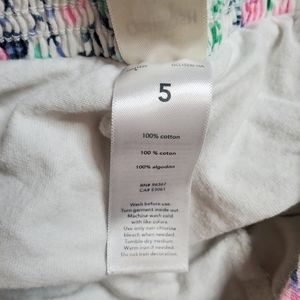 5
100% cotton
100 % coton
100% algodón
Wash before use.
Turn garment inside out.
Machine wash cold
with like colors.
Use only non chlorine
bleach when needed.
Tumble dry medium.
Warm iron if needed.
Do not iron decoration.